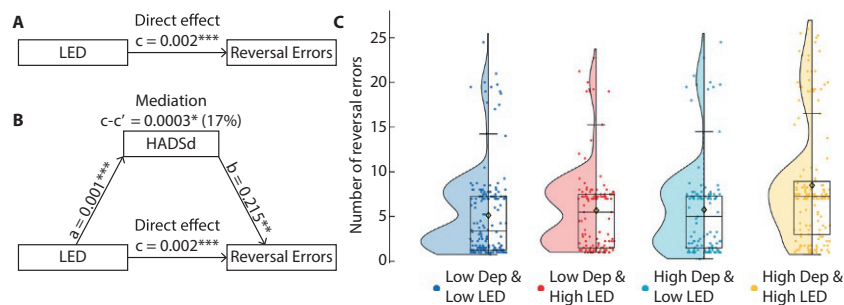 A
Direct effect
c = 0.002***
LED
Reversal Errors
B
Mediation
c-c' = 0.0003* (17%)
HADSd
a = 0.001***
b = 0.215**
Direct effect
c = 0.002***
LED
Reversal Errors
C
Number of reversal errors
25
20
15
10
5
0
Low Dep &
Low LED
Low Dep &
High LED
High Dep &
Low LED
High Dep &
High LED